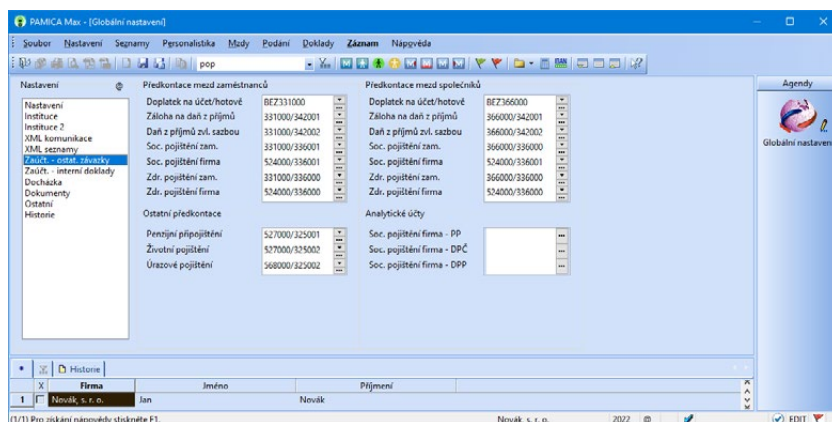 PAMICA Max - [Globální nastavení]
Soubor Nastavení Seznamy Personalistika Mzdy Podání Doklady Záznam Nápověda
pop
Nastavení
Nastavení
Instituce
Instituce 2
XML komunikace
XML seznamy
Zaúčt. - ostat. závazky
Zaúčt. - interní doklady
Docházka
Dokumenty
Ostatní
Historie
Předkontace mezd zaměstnanců
Doplatek na účet/hotově BEZ331000
Záloha na daň z příjmů 331000/342001
Daň z příjmů zvl. sazbou 331000/342002
Soc. pojištění zam. 331000/336001
Soc. pojištění firma 524000/336001
Zdr. pojištění zam. 331000/336000
Zdr. pojištění firma 524000/336000
Ostatní předkontace
Penzijní připojištění 527000/325001
Životní pojištění 527000/325002
Úrazové pojištění 568000/325002
Předkontace mezd společníků
Doplatek na účet/hotově BEZ366000
Záloha na daň z příjmů 366000/342001
Daň z příjmů zvl. sazbou 366000/342002
Soc. pojištění zam. 366000/336001
Soc. pojištění firma 524000/336001
Zdr. pojištění zam. 366000/336000
Zdr. pojištění firma 524000/336000
Analytické účty
Soc. pojištění firma - PP
Soc. pojištění firma - DPČ
Soc. pojištění firma - DPP
Agendy
Globální nastavení
Historie
X Firma Jméno Příjmení
1 Novák, s. r. o. Jan Novák
(1/1) Pro získání nápovědy stiskněte F1. Novák, s. r. o. 2022 @ EDIT